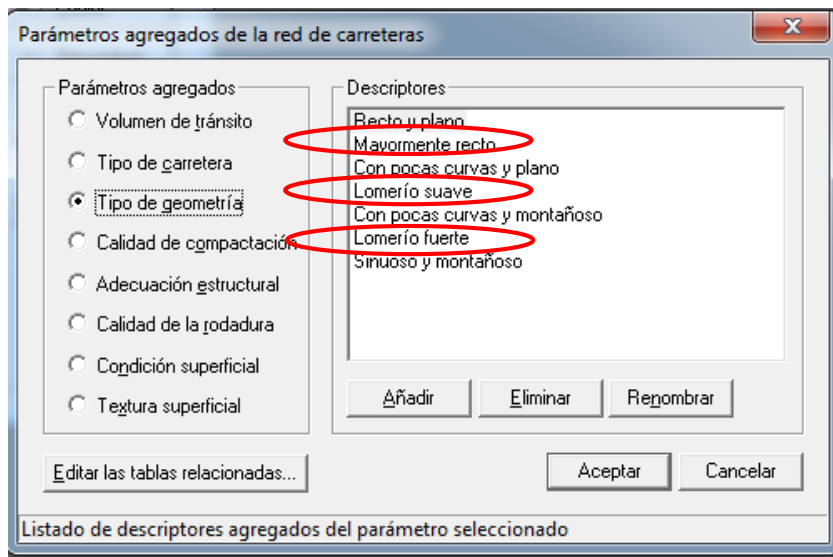 Parámetros agregados de la red de carreteras
Parámetros agregados
Volumen de tránsito
Tipo de carretera
Tipo de geometría
Calidad de compactación
Adecuación estructural
Calidad de la rodadura
Condición superficial
Textura superficial
Descriptores
Recto y plano
Mayormente recto
Con pocas curvas y plano
Lomerío suave
Con pocas curvas y montañoso
Lomerío fuerte
Sinuoso y montañoso
Añadir Eliminar Renombrar
Editar las tablas relacionadas... Aceptar Cancelar
Listado de descriptores agregados del parámetro seleccionado